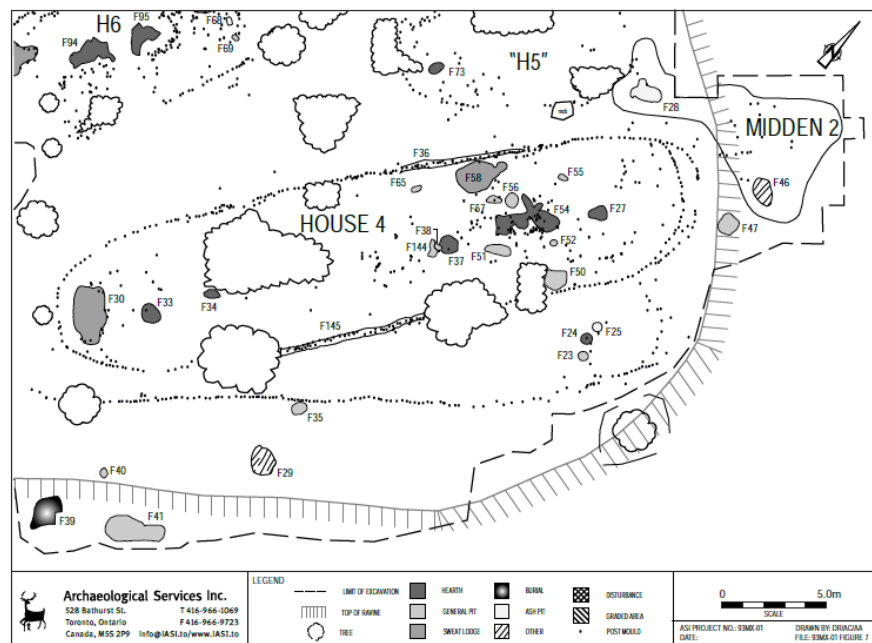 H6
F95
F68
F94
F69
F73
"H5"
F28
MIDDEN 2
F36
F58
F55
F65
F56
F46
F57
F54
F27
HOUSE 4
F38
F47
F144
F52
F37
F51
F50
F30
F33
F34
F145
F24
F25
F23
F35
F40
F29
F39
F41
Archaeological Services Inc.
528 Bathurst St. T 416-966-1069
Toronto, Ontario F 416-966-9723
Canada, M5S 2P9 info@iASI.to/www.iASI.to
LEGEND
LIMIT OF EXCAVATION
TOP OF RAVINE
TREE
HEARTH
GENERAL PIT
SWEAT LODGE
BURIAL
ASH PIT
OTHER
DISTURBANCE
GRADED AREA
POST MOULD
0 5.0m
SCALE
ASI PROJECT NO.: 93MX-01 DRAWN BY: DR/AC/AA
DATE: FILE: 93MX-01 FIGURE 7